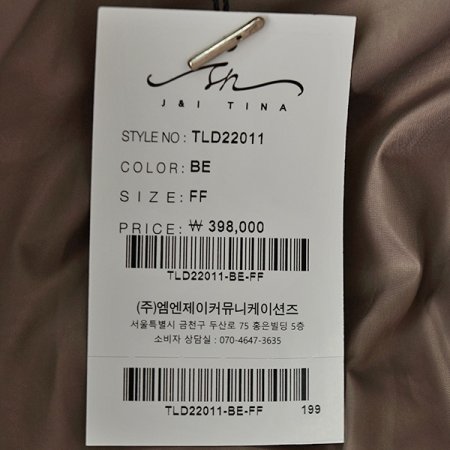 J & I TINA
STYLE NO : TLD22011
COLOR: BE
SIZE: FF
PRICE: ₩ 398,000
TLD22011-BE-FF
(주)엠엔제이커뮤니케이션즈
서울특별시 금천구 두산로 75 홍은빌딩 5층
소비자 상담실 : 070-4647-3635
TLD22011-BE-FF
199